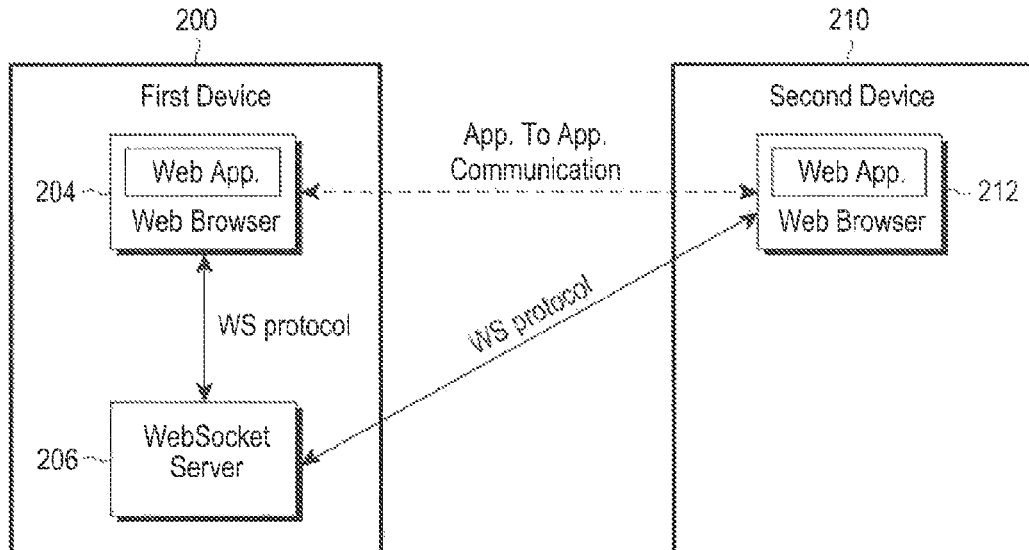 200
210
First Device
Second Device
App. To App.
Communication
Web App.
Web App.
204
212
Web Browser
Web Browser
WS protocol
WS protocol
WebSocket
Server
206